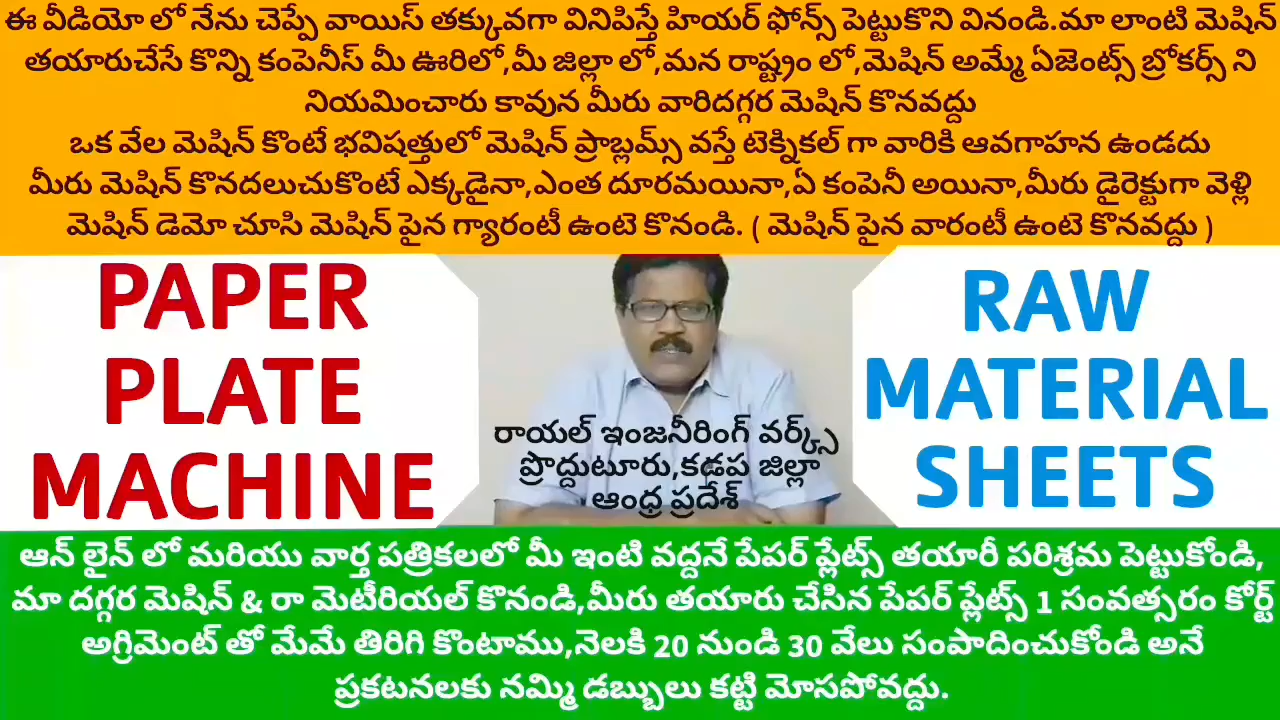 ఈ వీడియో లో నేను చెప్పే వాయిస్ తక్కువగా వినిపిస్తే హియర్ ఫోన్స్ పెట్టుకొని వినండి.మా లాంటి మెషిన్
తయారుచేసే కొన్ని కంపెనీస్ మీ ఊరిలో,మీ జిల్లా లో,మన రాష్ట్రం లో,మెషిన్ అమ్మే ఏజెంట్స్ బ్రోకర్స్ ని
నియమించారు కావున మీరు వారిదగ్గర మెషిన్ కొనవద్దు
ఒక వేల మెషిన్ కొంటే భవిషత్తులో మెషిన్ ప్రాబ్లమ్స్ వస్తే టెక్నికల్ గా వారికి ఆవగాహన ఉండదు
మీరు మెషిన్ కొనదలుచుకొంటే ఎక్కడైనా,ఎంత దూరమయినా,ఏ కంపెనీ అయినా,మీరు డైరెక్టుగా వెళ్లి
మెషిన్ డెమో చూసి మెషిన్ పైన గ్యారంటీ ఉంటె కొనండి. ( మెషిన్ పైన వారంటీ ఉంటె కొనవద్దు )
PAPER
PLATE
MACHINE
రాయల్ ఇంజనీరింగ్ వర్క్స్
ప్రొద్దుటూరు,కడప జిల్లా
ఆంధ్ర ప్రదేశ్
RAW
MATERIAL
SHEETS
ఆన్ లైన్ లో మరియు వార్త పత్రికలలో మీ ఇంటి వద్దనే పేపర్ ప్లేట్స్ తయారీ పరిశ్రమ పెట్టుకోండి,
మా దగ్గర మెషిన్ & రా మెటీరియల్ కొనండి,మీరు తయారు చేసిన పేపర్ ప్లేట్స్ 1 సంవత్సరం కోర్ట్
అగ్రిమెంట్ తో మేమే తిరిగి కొంటాము,నెలకి 20 నుండి 30 వేలు సంపాదించుకోండి అనే
ప్రకటనలకు నమ్మి డబ్బులు కట్టి మోసపోవద్దు.